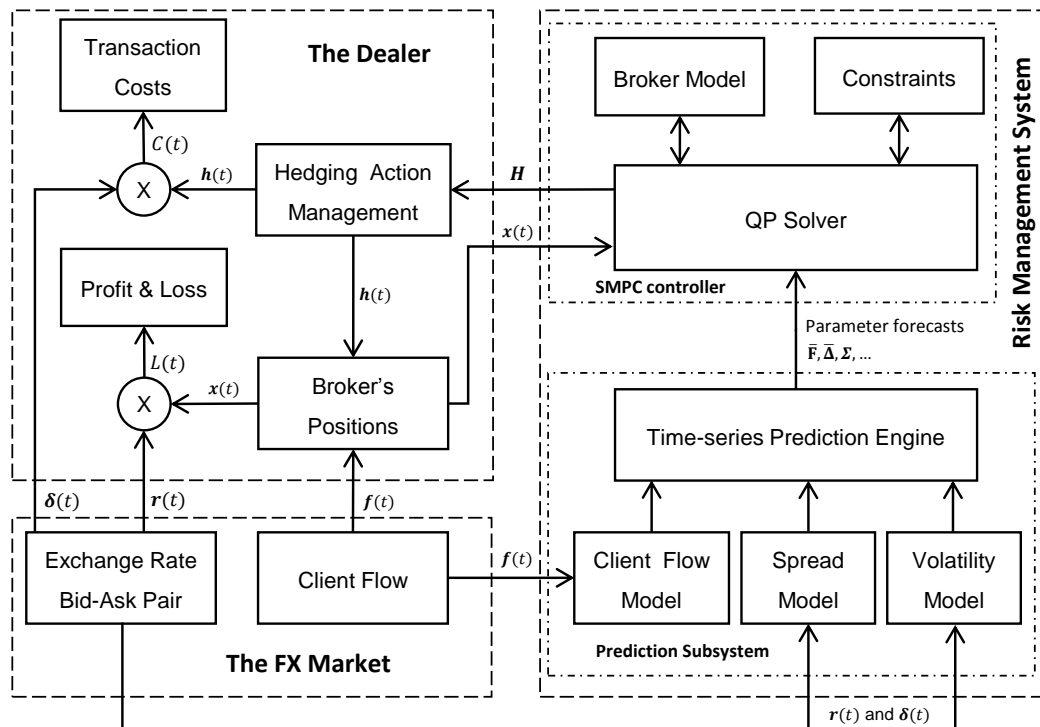 Transaction
Costs
The Dealer
C(t)
X
h(t)
Hedging Action
Management
H
x(t)
Profit & Loss
h(t)
L(t)
X
x(t)
Broker's
Positions
δ(t)
r(t)
f(t)
Exchange Rate
Bid-Ask Pair
Client Flow
The FX Market
f(t)
Broker Model
Constraints
QP Solver
SMPC controller
Risk Management System
Parameter forecasts
F̄, Δ̄, Σ, ...
Time-series Prediction Engine
Client Flow
Model
Spread
Model
Volatility
Model
Prediction Subsystem
r(t) and δ(t)